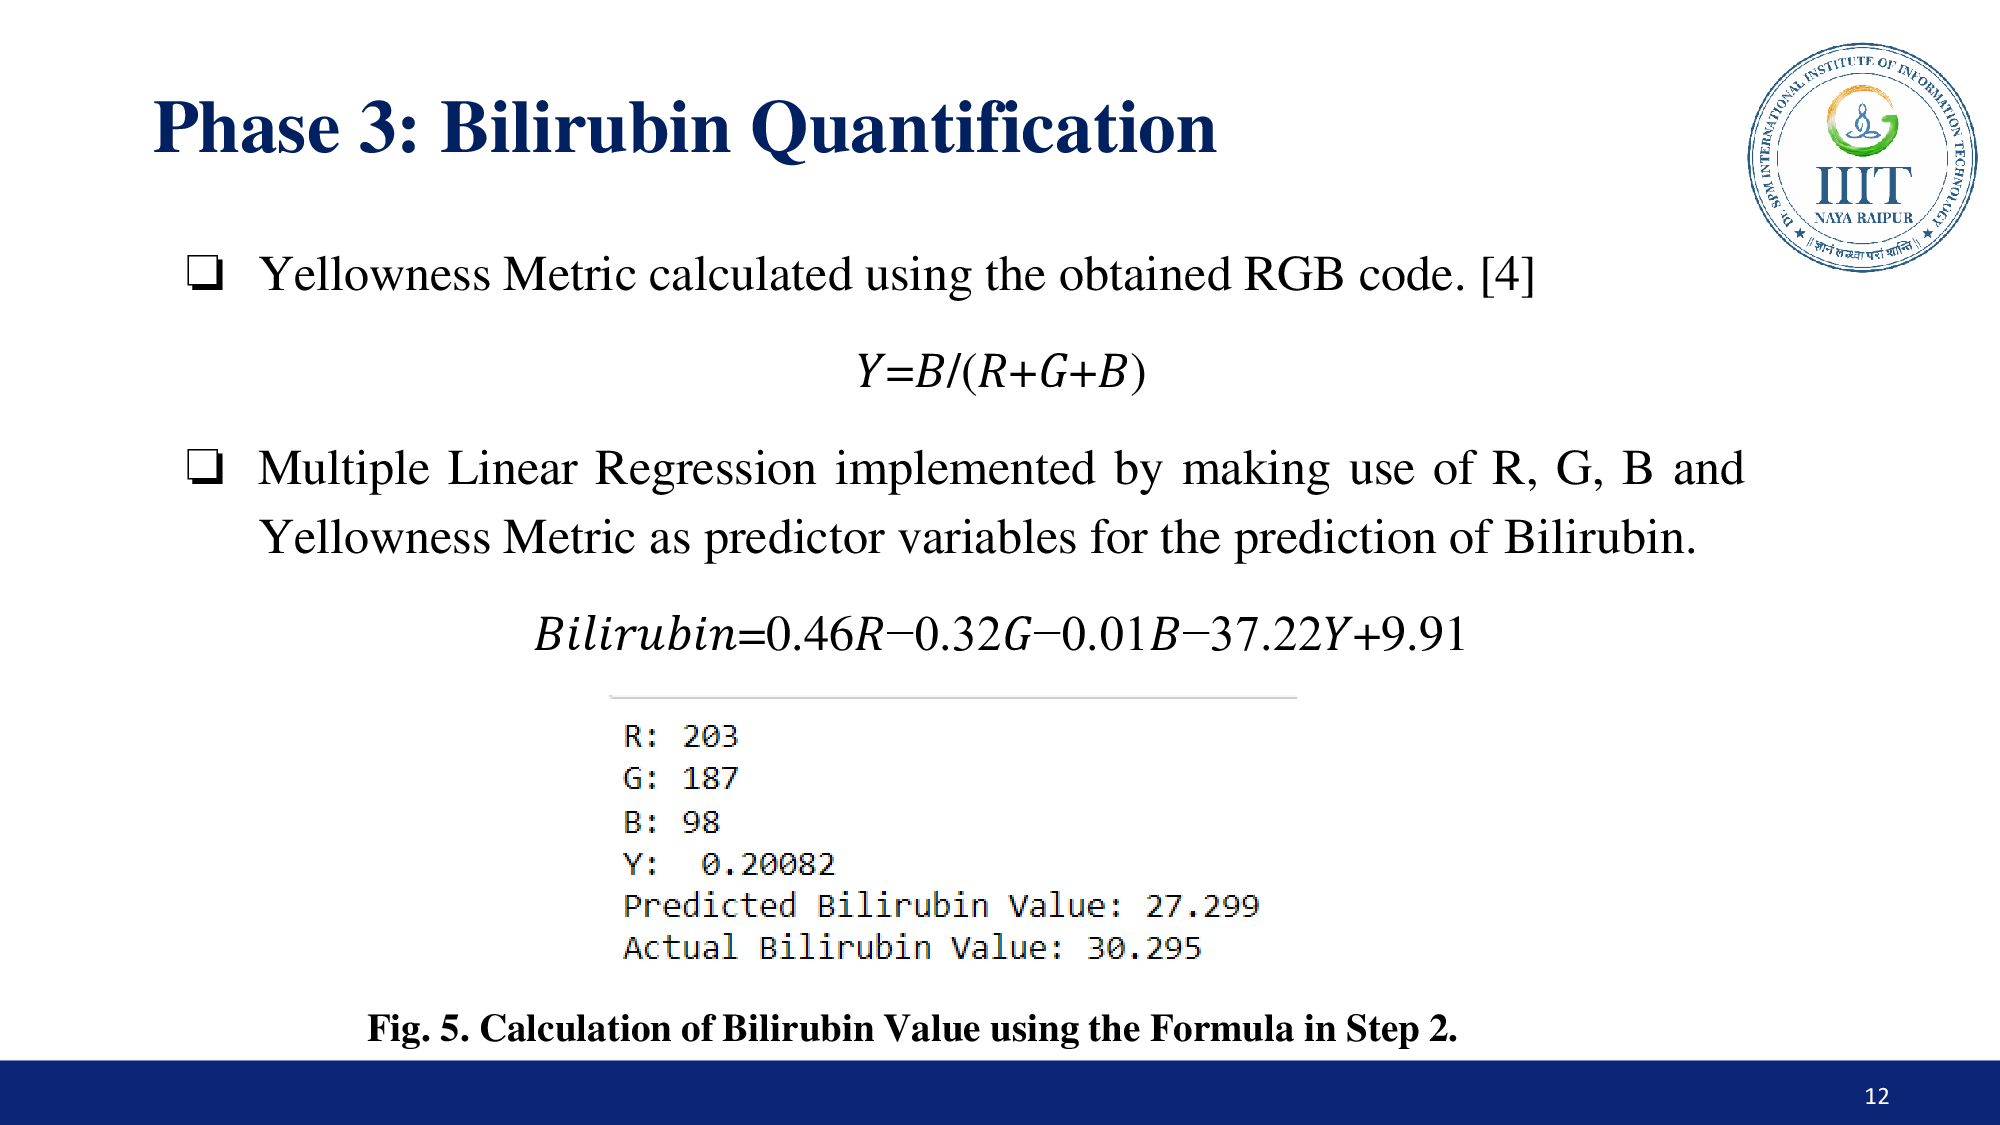 Phase 3: Bilirubin Quantification
Dr. SPM INTERNATIONAL INSTITUTE OF INFORMATION TECHNOLOGY
IIIT
NAYA RAIPUR
❏ Yellowness Metric calculated using the obtained RGB code. [4]
Y=B/(R+G+B)
❏ Multiple Linear Regression implemented by making use of R, G, B and
Yellowness Metric as predictor variables for the prediction of Bilirubin.
Bilirubin=0.46R−0.32G−0.01B−37.22Y+9.91
R: 203
G: 187
B: 98
Y: 0.20082
Predicted Bilirubin Value: 27.299
Actual Bilirubin Value: 30.295
Fig. 5. Calculation of Bilirubin Value using the Formula in Step 2.
12